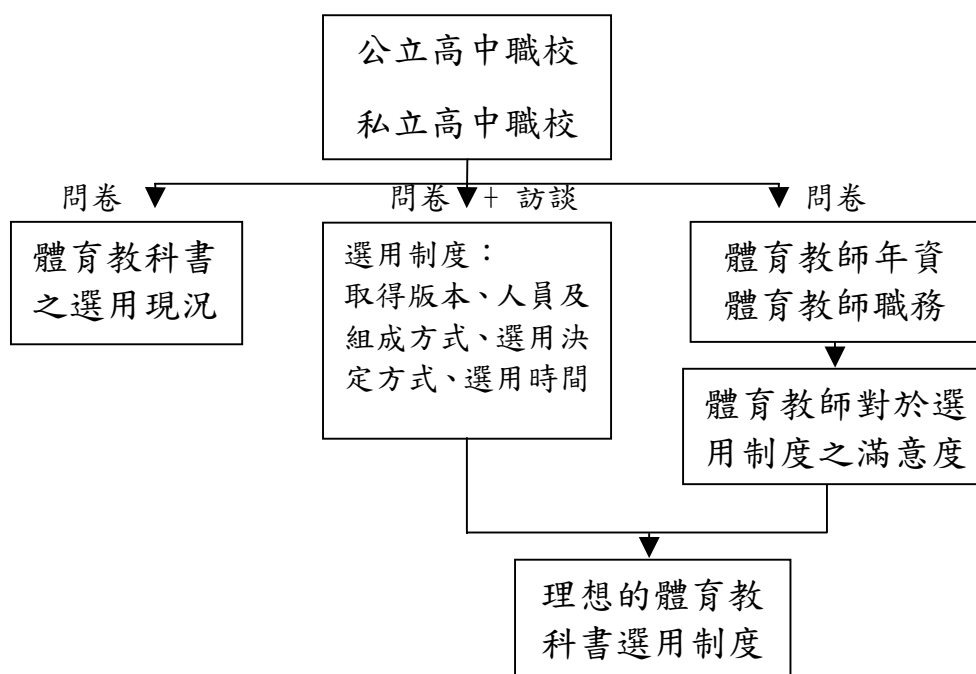 公立高中職校
私立高中職校
問卷
問卷 + 訪談
問卷
體育教科書
之選用現況
選用制度：
取得版本、人員及
組成方式、選用決
定方式、選用時間
體育教師年資
體育教師職務
體育教師對於選
用制度之滿意度
理想的體育教
科書選用制度